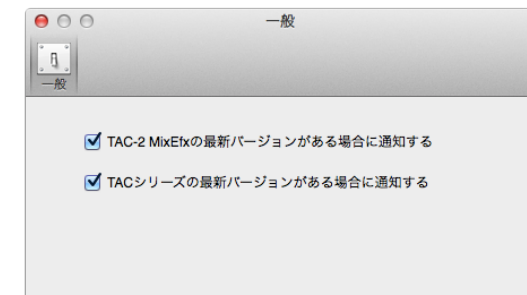 一般
一般
TAC-2 MixEfxの最新バージョンがある場合に通知する
TACシリーズの最新バージョンがある場合に通知する